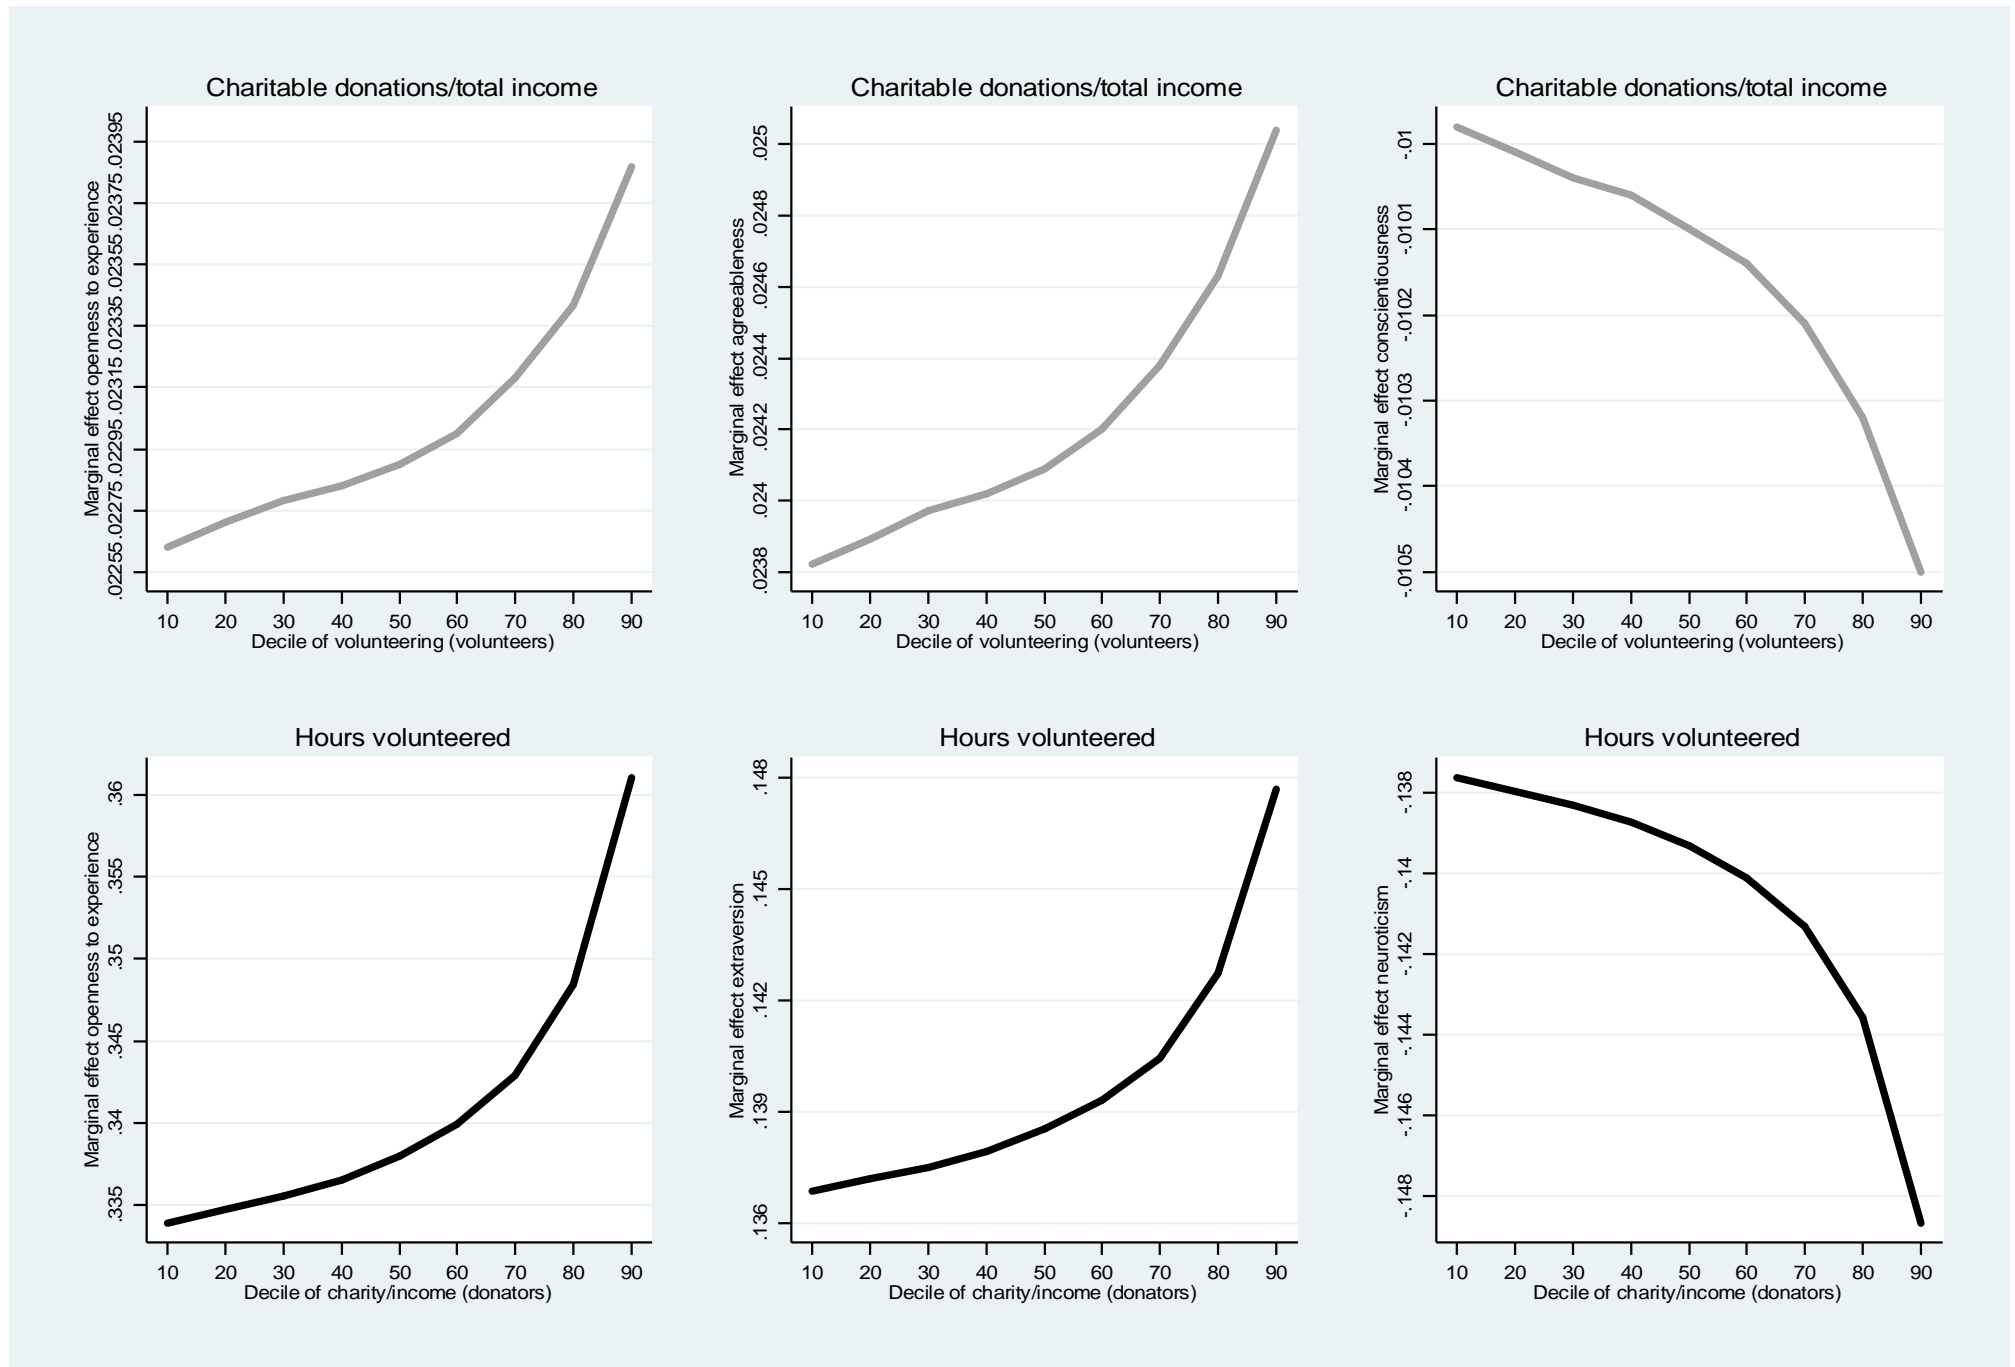 Charitable donations/total income
Marginal effect openness to experience
.02255 .02275 .02295 .02315 .02335 .02355 .02375 .02395
10 20 30 40 50 60 70 80 90
Decile of volunteering (volunteers)
Charitable donations/total income
Marginal effect agreeableness
.0238 .024 .0242 .0244 .0246 .0248 .025
10 20 30 40 50 60 70 80 90
Decile of volunteering (volunteers)
Charitable donations/total income
Marginal effect conscientiousness
-.0105 -.0104 -.0103 -.0102 -.0101 -.01
10 20 30 40 50 60 70 80 90
Decile of volunteering (volunteers)
Hours volunteered
Marginal effect openness to experience
.335 .34 .345 .35 .355 .36
10 20 30 40 50 60 70 80 90
Decile of charity/income (donators)
Hours volunteered
Marginal effect extraversion
.136 .139 .142 .145 .148
10 20 30 40 50 60 70 80 90
Decile of charity/income (donators)
Hours volunteered
Marginal effect neuroticism
-.148 -.146 -.144 -.142 -.14 -.138
10 20 30 40 50 60 70 80 90
Decile of charity/income (donators)